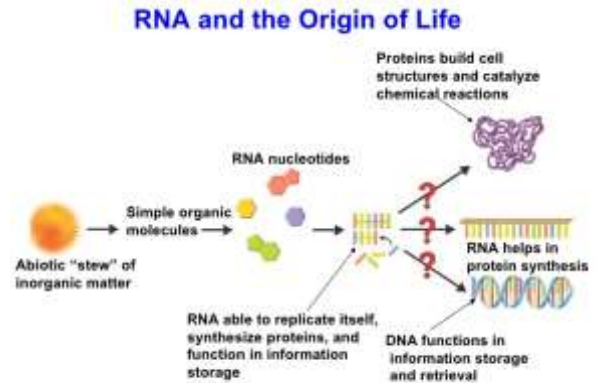 RNA and the Origin of Life
Proteins build cell
structures and catalyze
chemical reactions
RNA nucleotides
Simple organic
molecules
Abiotic “stew” of
inorganic matter
?
?
?
RNA helps in
protein synthesis
RNA able to replicate itself,
synthesize proteins, and
function in information
storage
DNA functions in
information storage
and retrieval